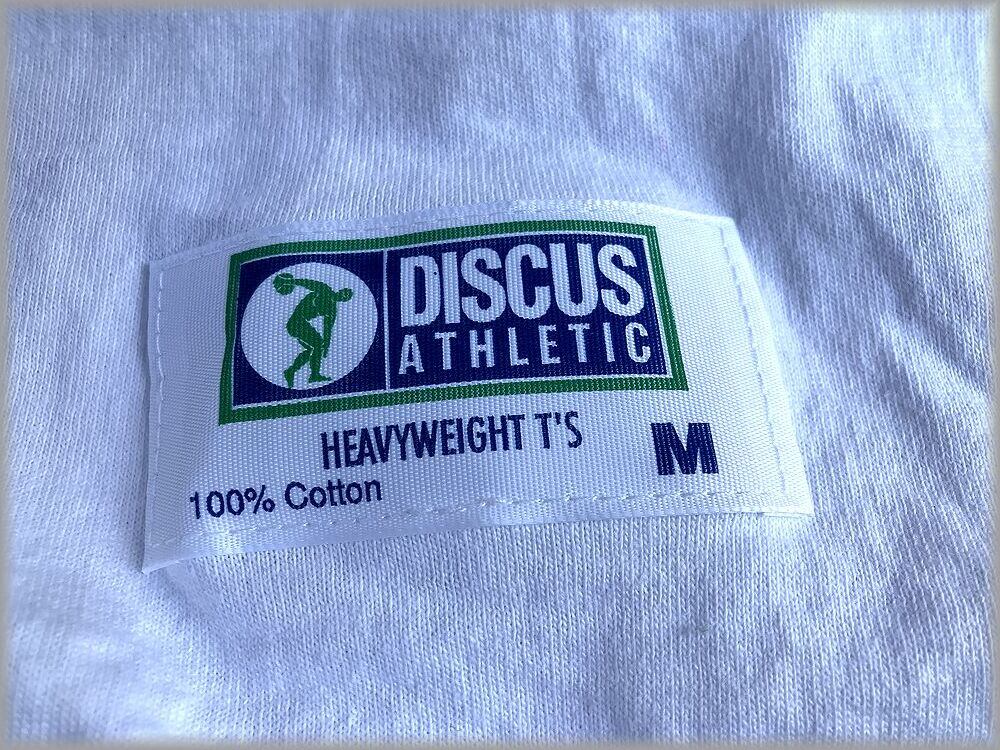 DISCUS
ATHLETIC
HEAVYWEIGHT T'S
M
100% Cotton